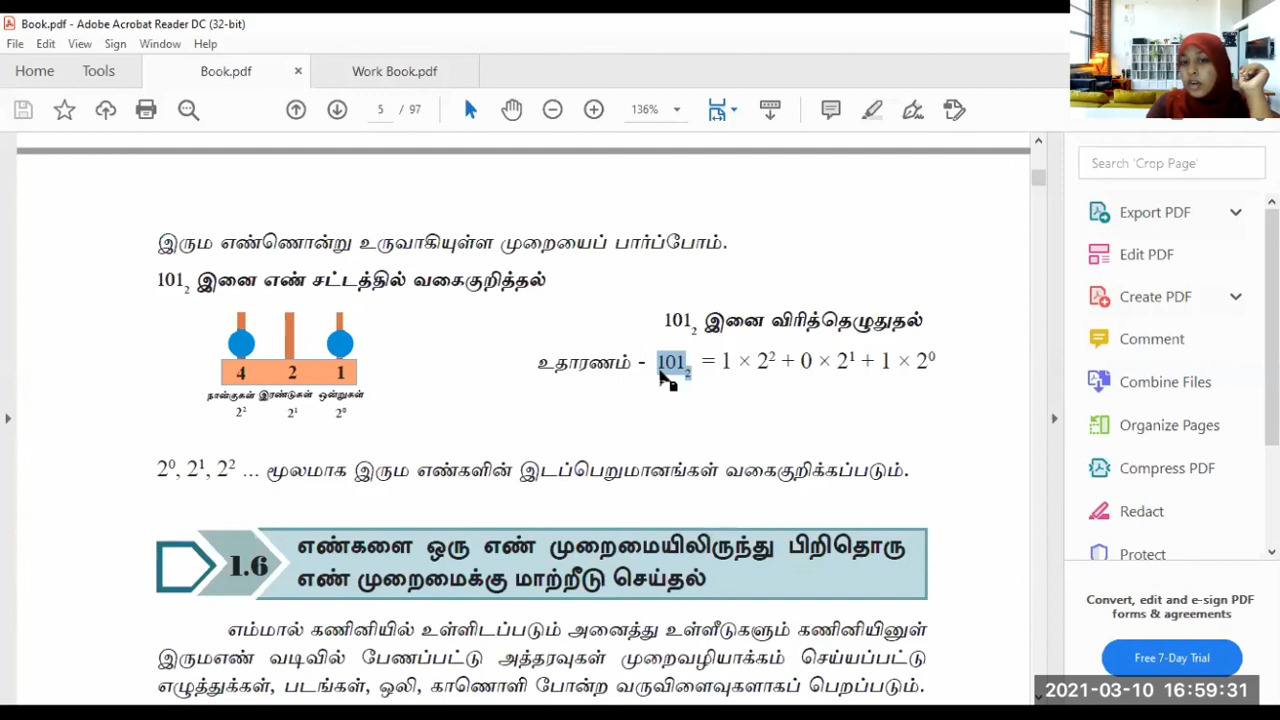 Book.pdf - Adobe Acrobat Reader DC (32-bit)
File Edit View Sign Window Help
Home Tools Book.pdf × Work Book.pdf
5 / 97 136%
இரும எண்ணொன்று உருவாகியுள்ள முறையைப் பார்ப்போம்.
101₂ இனை எண் சட்டத்தில் வகைகுறித்தல்
101₂ இனை விரித்தெழுதுதல்
உதாரணம் - 101₂ = 1 × 2² + 0 × 2¹ + 1 × 2⁰
4 2 1
நான்குகள் இரண்டுகள் ஒன்றுகள்
2² 2¹ 2⁰
2⁰, 2¹, 2² ... மூலமாக இரும எண்களின் இடப்பெறுமானங்கள் வகைகுறிக்கப்படும்.
1.6 எண்களை ஒரு எண் முறைமையிலிருந்து பிறிதொரு
எண் முறைமைக்கு மாற்றீடு செய்தல்
எம்மால் கணினியில் உள்ளிடப்படும் அனைத்து உள்ளீடுகளும் கணினியினுள்
இருமஎண் வடிவில் பேணப்பட்டு அத்தரவுகள் முறைவழியாக்கம் செய்யப்பட்டு
எழுத்துக்கள், படங்கள், ஒலி, காணொளி போன்ற வருவிளைவுகளாகப் பெறப்படும்.
Search 'Crop Page'
Export PDF
Edit PDF
Create PDF
Comment
Combine Files
Organize Pages
Compress PDF
Redact
Protect
Convert, edit and e-sign PDF
forms & agreements
Free 7-Day Trial
2021-03-10 16:59:31